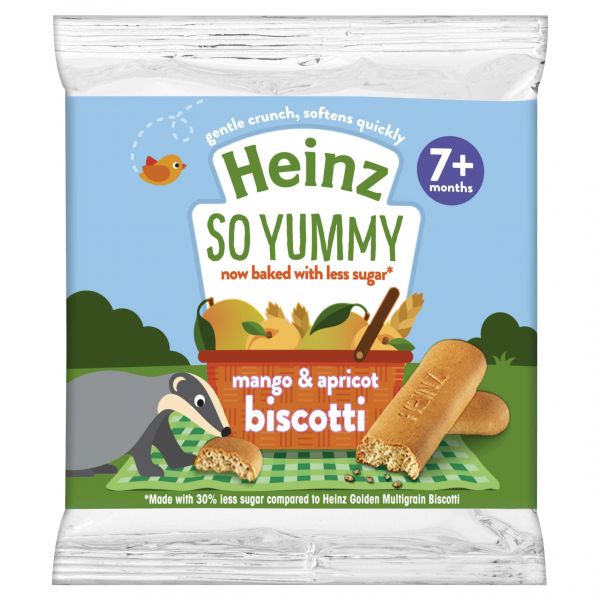 gentle crunch, softens quickly
Heinz
7+
months
SO YUMMY
now baked with less sugar*
mango & apricot
biscotti
HEINZ
*Made with 30% less sugar compared to Heinz Golden Multigrain Biscotti